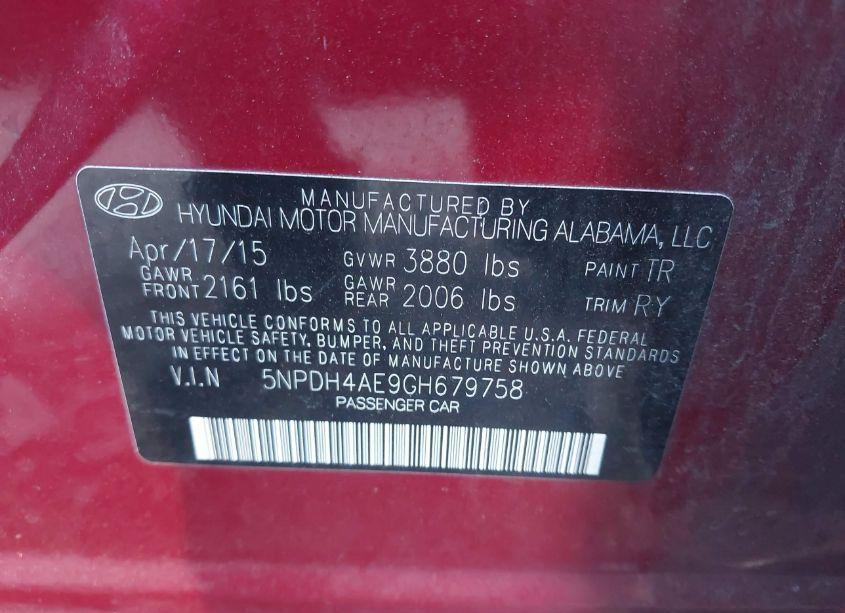 MANUFACTURED BY
HYUNDAI MOTOR MANUFACTURING ALABAMA, LLC
Apr/17/15 GVWR 3880 lbs PAINT TR
GAWR FRONT 2161 lbs GAWR REAR 2006 lbs TRIM RY
THIS VEHICLE CONFORMS TO ALL APPLICABLE U.S.A. FEDERAL
MOTOR VEHICLE SAFETY, BUMPER, AND THEFT PREVENTION STANDARDS
IN EFFECT ON THE DATE OF MANUFACTURE SHOWN ABOVE
V.I.N 5NPDH4AE9GH679758
PASSENGER CAR